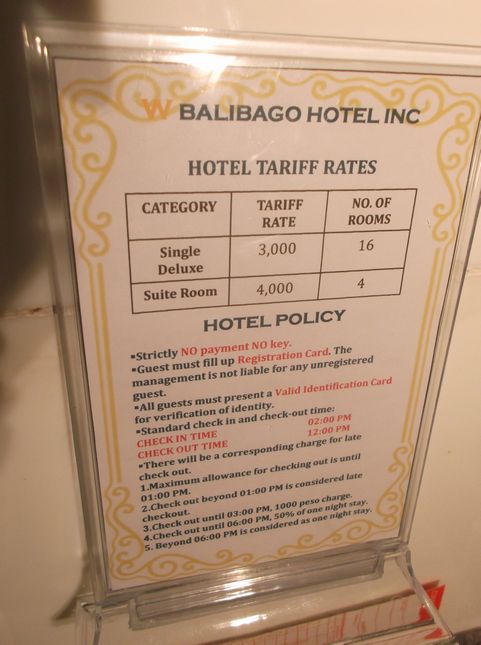 W BALIBAGO HOTEL INC
HOTEL TARIFF RATES
CATEGORY TARIFF RATE NO. OF ROOMS
Single Deluxe 3,000 16
Suite Room 4,000 4
HOTEL POLICY
▪Strictly NO payment NO key.
▪Guest must fill up Registration Card. The
management is not liable for any unregistered
guest.
▪All guests must present a Valid Identification Card
for verification of identity.
▪Standard check in and check-out time:
CHECK IN TIME 02:00 PM
CHECK OUT TIME 12:00 PM
▪There will be a corresponding charge for late
check out.
1.Maximum allowance for checking out is until
01:00 PM.
2.Check out beyond 01:00 PM is considered late
checkout.
3.Check out until 03:00 PM, 1000 peso charge.
4.Check out until 06:00 PM, 50% of one night stay.
5. Beyond 06:00 PM is considered as one night stay.